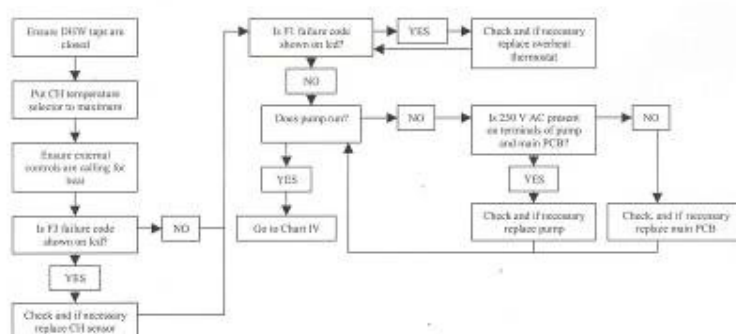 Ensure DHW taps are
closed
Put CH temperature
selector to maximum
Ensure external
controls are calling for
heat
Is F3 failure code
shown on lcd?
NO
YES
Check and if necessary
replace CH sensor
Is F1 failure code
shown on lcd?
YES
Check and if necessary
replace overheat
thermostat
NO
Does pump run?
NO
Is 230 V AC present
on terminals of pump
and main PCB?
NO
YES
Go to Chart IV
YES
Check and if necessary
replace pump
Check, and if necessary
replace main PCB